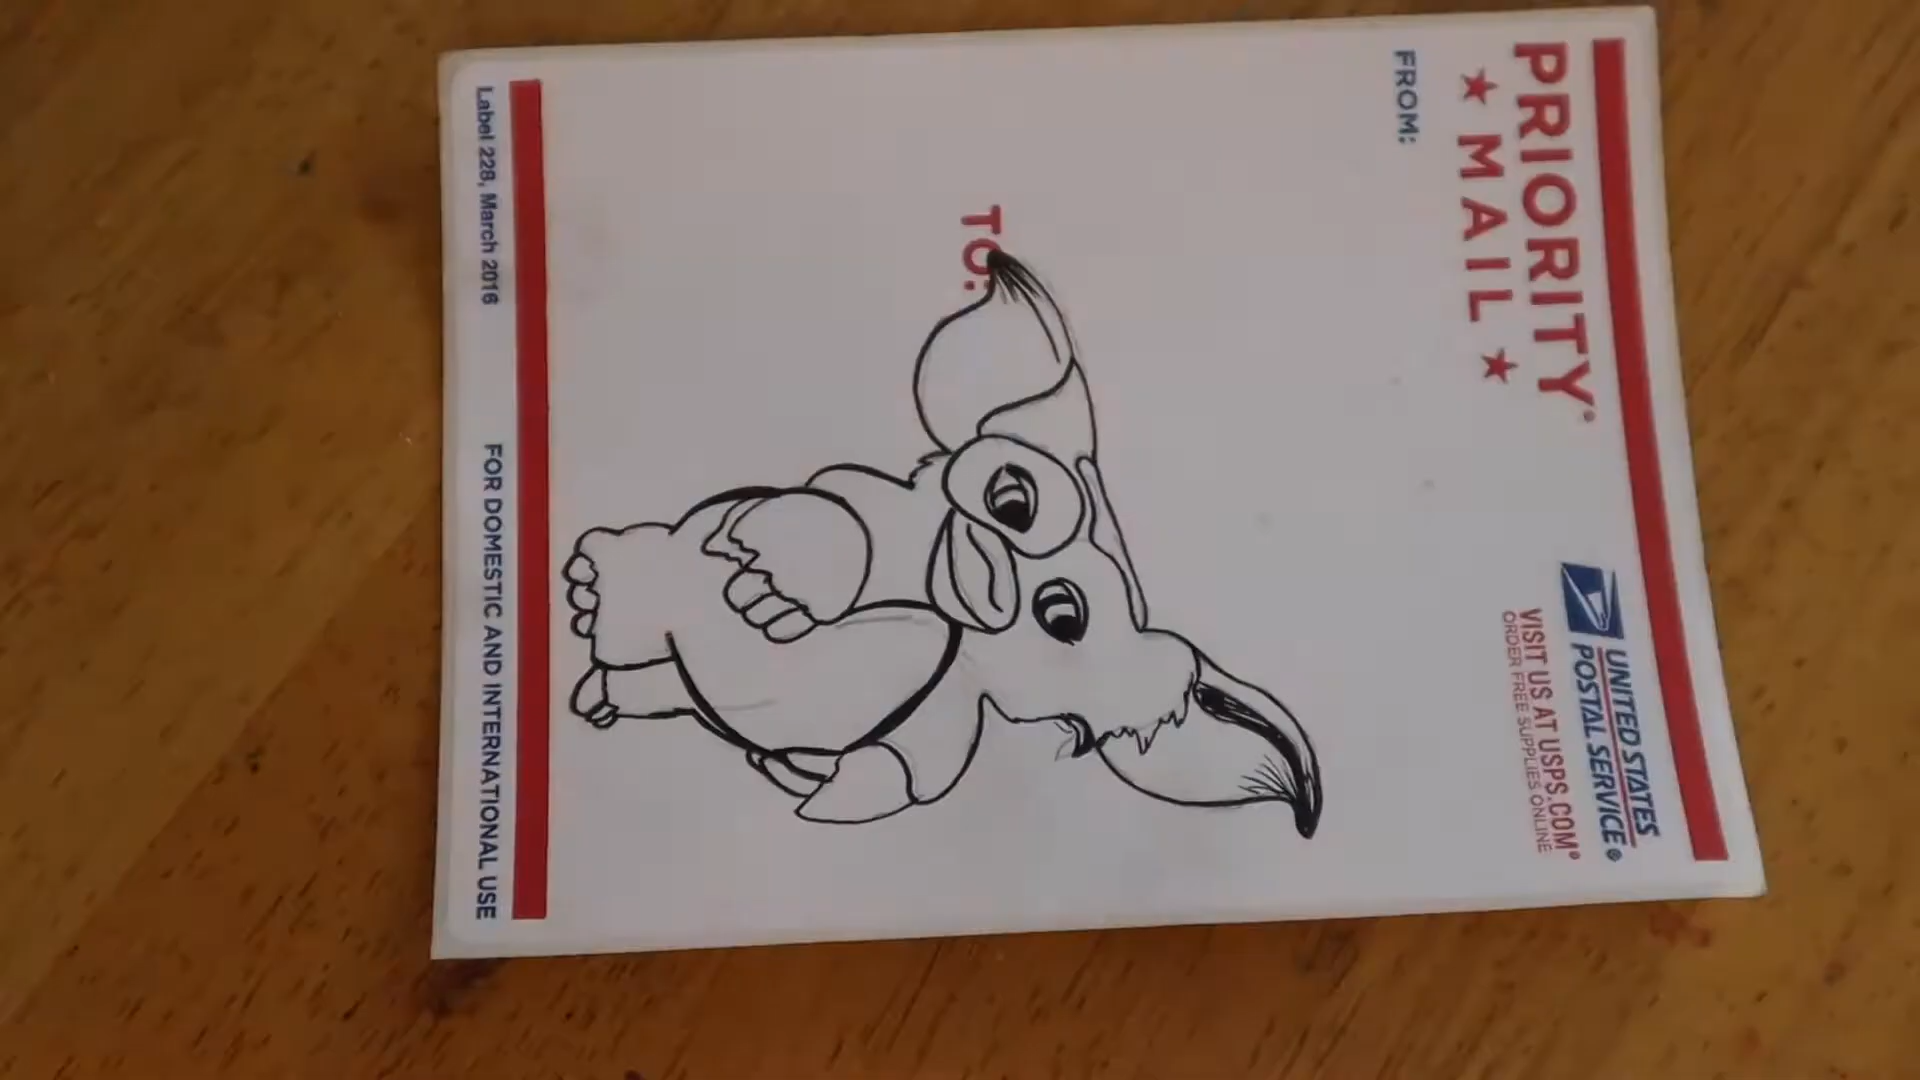 PRIORITY®
★ MAIL ★
UNITED STATES
POSTAL SERVICE®
VISIT US AT USPS.COM®
ORDER FREE SUPPLIES ONLINE
FROM:
TO:
Label 228, March 2016
FOR DOMESTIC AND INTERNATIONAL USE